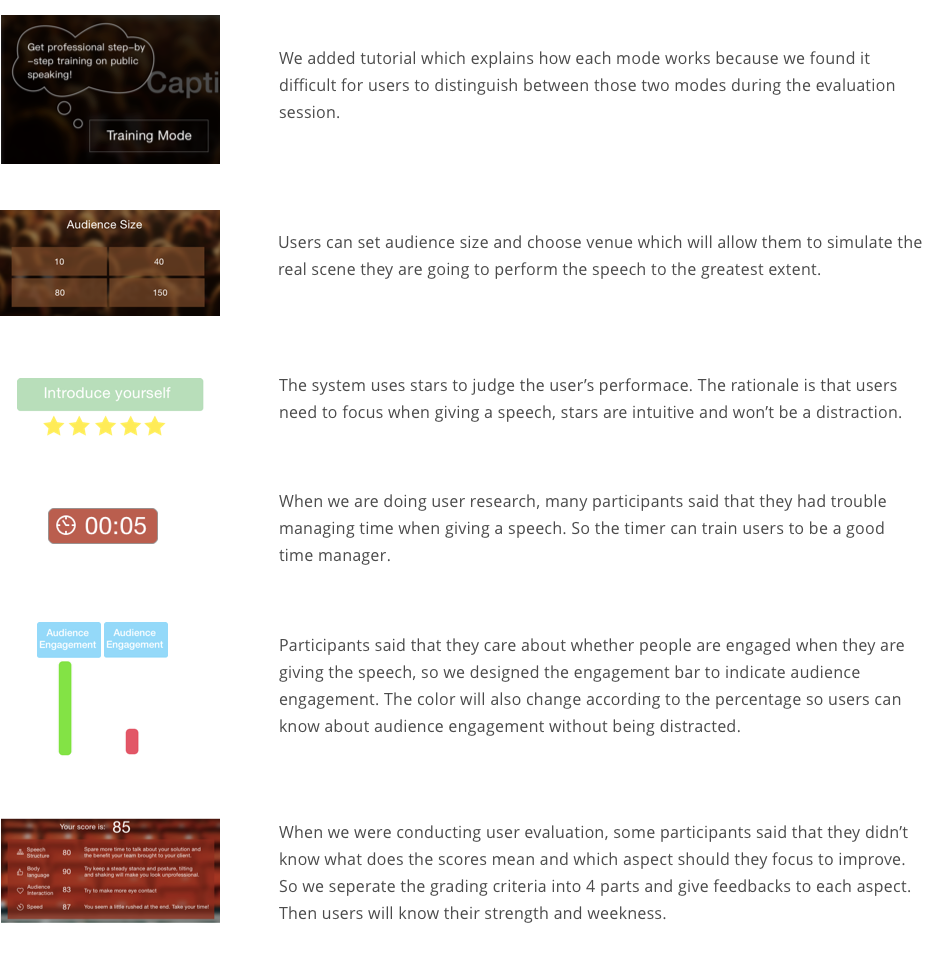 Get professional step-by
-step training on public
speaking!
Capti
Training Mode
We added tutorial which explains how each mode works because we found it
difficult for users to distinguish between those two modes during the evaluation
session.
Audience Size
10 40
80 150
Users can set audience size and choose venue which will allow them to simulate the
real scene they are going to perform the speech to the greatest extent.
Introduce yourself
The system uses stars to judge the user's performace. The rationale is that users
need to focus when giving a speech, stars are intuitive and won't be a distraction.
00:05
When we are doing user research, many participants said that they had trouble
managing time when giving a speech. So the timer can train users to be a good
time manager.
Audience Audience
Engagement Engagement
Participants said that they care about whether people are engaged when they are
giving the speech, so we designed the engagement bar to indicate audience
engagement. The color will also change according to the percentage so users can
know about audience engagement without being distracted.
Your score is: 85
Speech
Structure
80
Spare more time to talk about your solution and
the benefit your team brought to your client.
Body
language
90
Try keep a steady stance and posture, tilting
and shaking will make you look unprofessional.
Audience
Interaction
83
Try to make more eye contact
Speed
87
You seem a little rushed at the end. Take your time!
When we were conducting user evaluation, some participants said that they didn't
know what does the scores mean and which aspect should they focus to improve.
So we seperate the grading criteria into 4 parts and give feedbacks to each aspect.
Then users will know their strength and weekness.